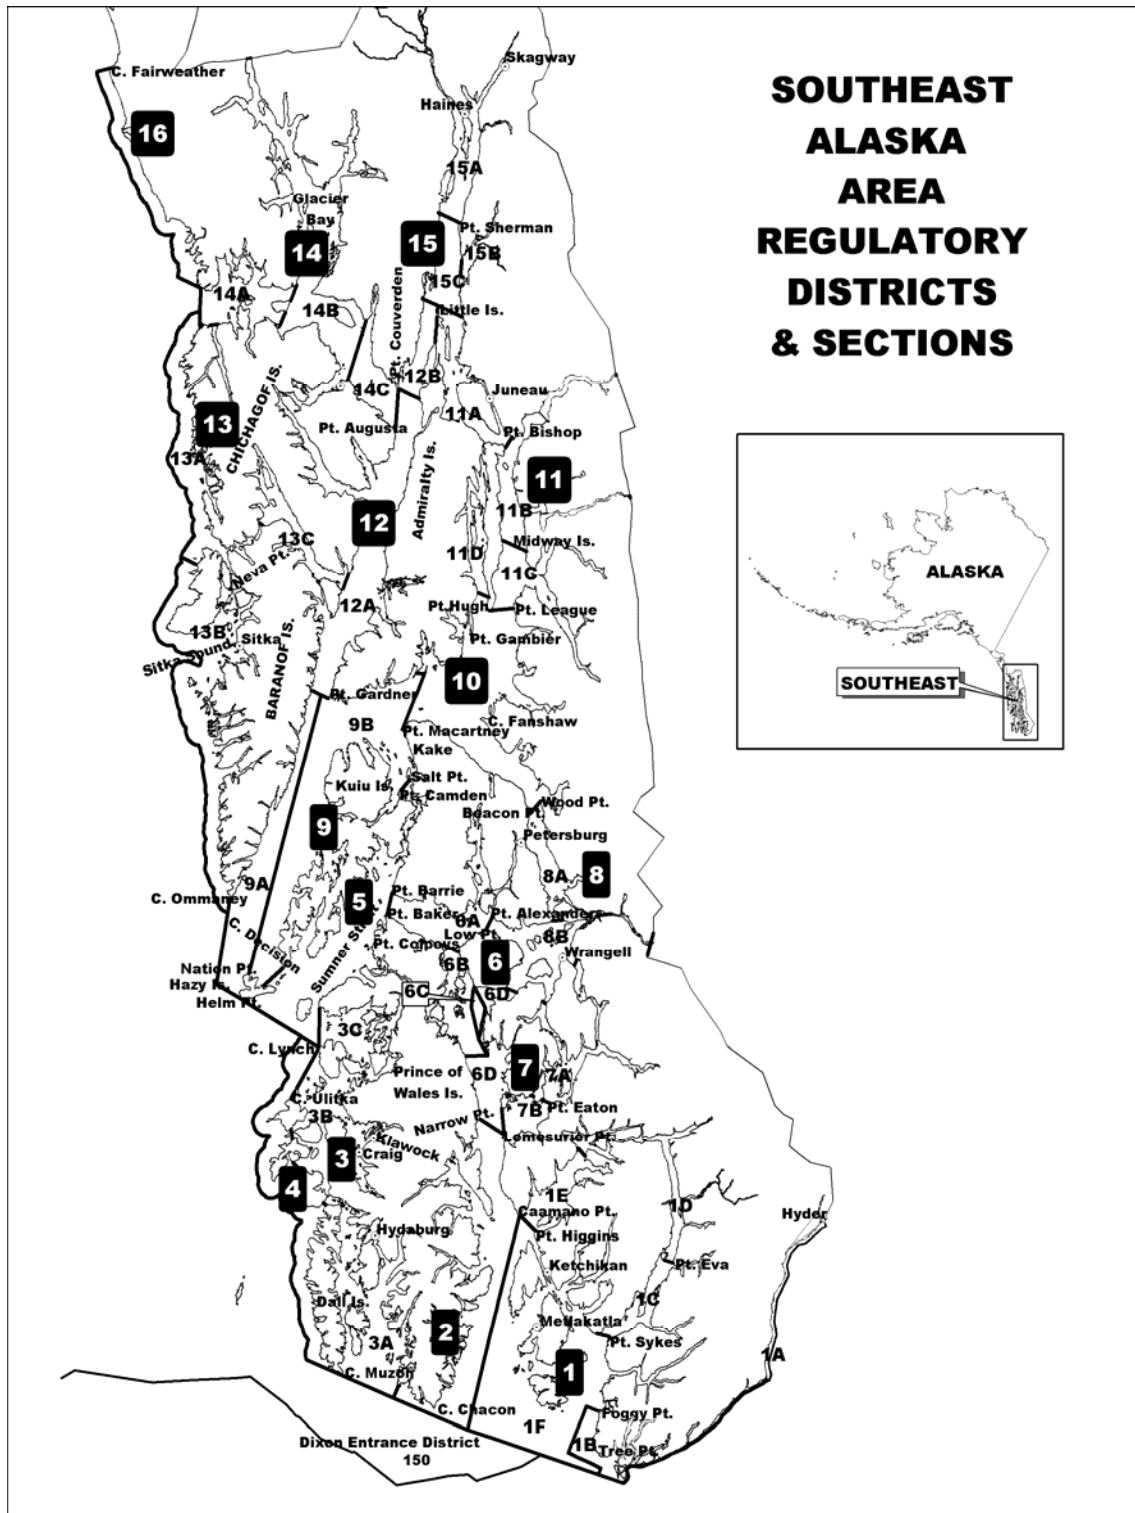 Skagway
C. Fairweather
SOUTHEAST
ALASKA
AREA
REGULATORY
DISTRICTS
& SECTIONS
Haines
16
15A
Glacier
Bay
Pt. Sherman
15
14
15B
15C
14A
14B
Little Is.
Pt. Couverden
12B
14C
Juneau
11A
CHICHAGOF IS.
13
Pt. Augusta
Pt. Bishop
13A
Admiralty Is.
11
11B
12
13C
Midway Is.
11D
Neva Pt.
11C
12A
Pt.Hugh
Pt. League
13B
Sitka
Pt. Gambier
Sitka Sound
BARANOF IS.
10
Pt. Gardner
9B
C. Fanshaw
Pt. Macartney
Kake
Salt Pt.
Kuiu Is.
Pt. Camden
Wood Pt.
Beacon Pt.
9
Petersburg
8A
8
9A
5
Pt. Barrie
C. Ommaney
Pt. Baker
6A
Pt. Alexander
Low Pt.
8B
C. Decision
Sumner Strait
Pt. Colpoys
Wrangell
6B
6
Nation Pt.
Hazy Is.
6C
6D
Helm Pt.
3C
C. Lynch
Prince of
Wales Is.
6D
7
7A
C. Ulitka
3B
7B
Pt. Eaton
Narrow Pt.
Lemesurier Pt.
Klawock
3
Craig
4
1E
1D
Caamano Pt.
Hyder
Hydaburg
Pt. Higgins
Ketchikan
Pt. Eva
Dall Is.
1C
Metlakatla
2
3A
Pt. Sykes
1A
C. Muzon
1
C. Chacon
Foggy Pt.
1F
Dixon Entrance District
150
1B
Tree Pt.
ALASKA
SOUTHEAST